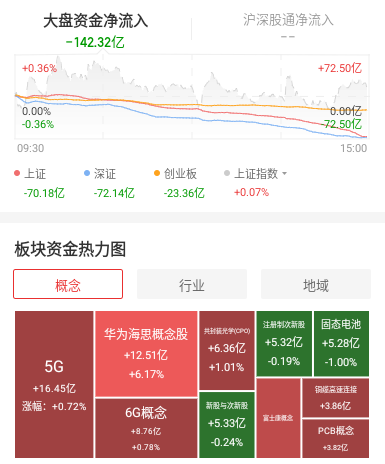 大盘资金净流入 沪深股通净流入
-142.32亿 --
+0.36% +72.50亿
0.00% 0.00亿
-0.36% -72.50亿
09:30 15:00
上证 深证 创业板 上证指数
-70.18亿 -72.14亿 -23.36亿 +0.07%
板块资金热力图
概念 行业 地域
5G
+16.45亿
涨幅：+0.72%
华为海思概念股
+12.51亿
+6.17%
6G概念
+8.76亿
+0.78%
共封装光学(CPO)
+6.36亿
+1.01%
新股与次新股
+5.33亿
-0.24%
注册制次新股
+5.32亿
-0.19%
固态电池
+5.28亿
-1.00%
富士康概念
铜缆高速连接
+3.86亿
PCB概念
+3.82亿